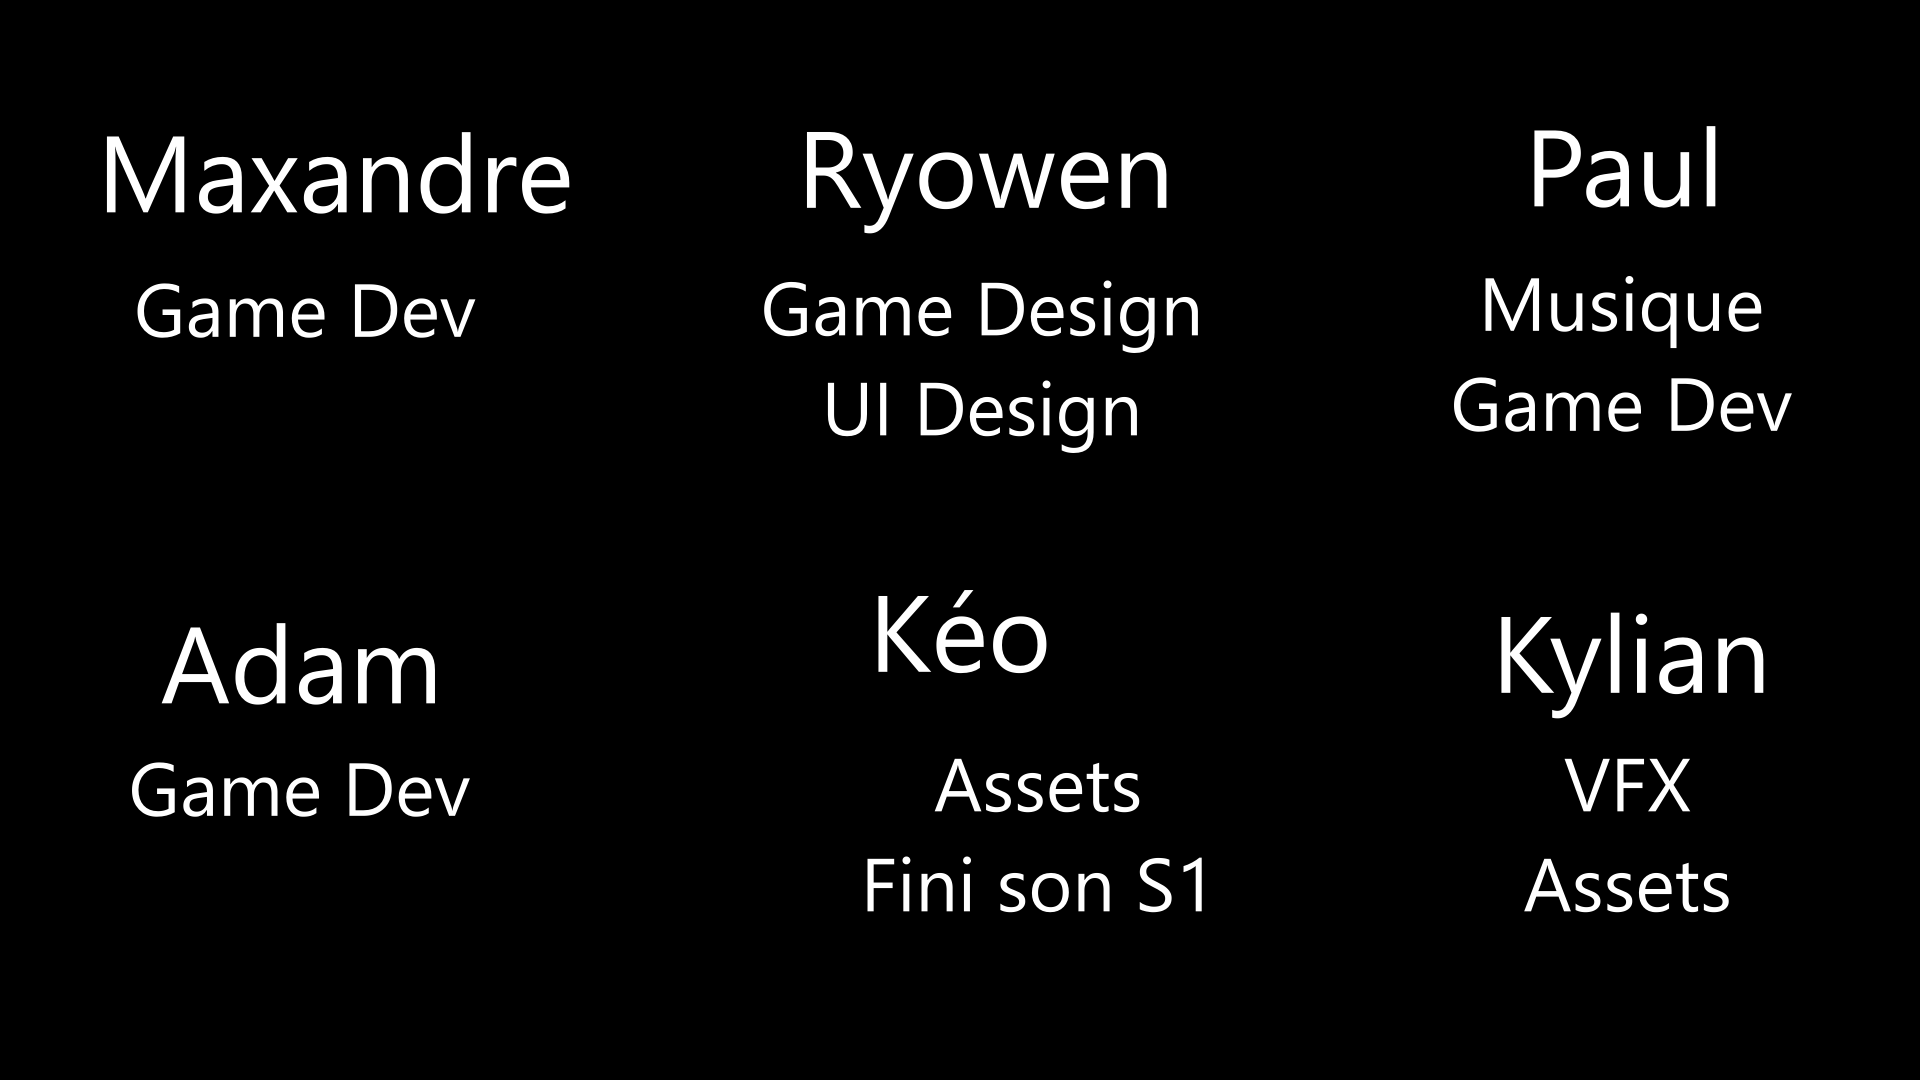 Maxandre
Game Dev
Ryowen
Game Design
UI Design
Paul
Musique
Game Dev
Adam
Game Dev
Kéo
Assets
Fini son S1
Kylian
VFX
Assets